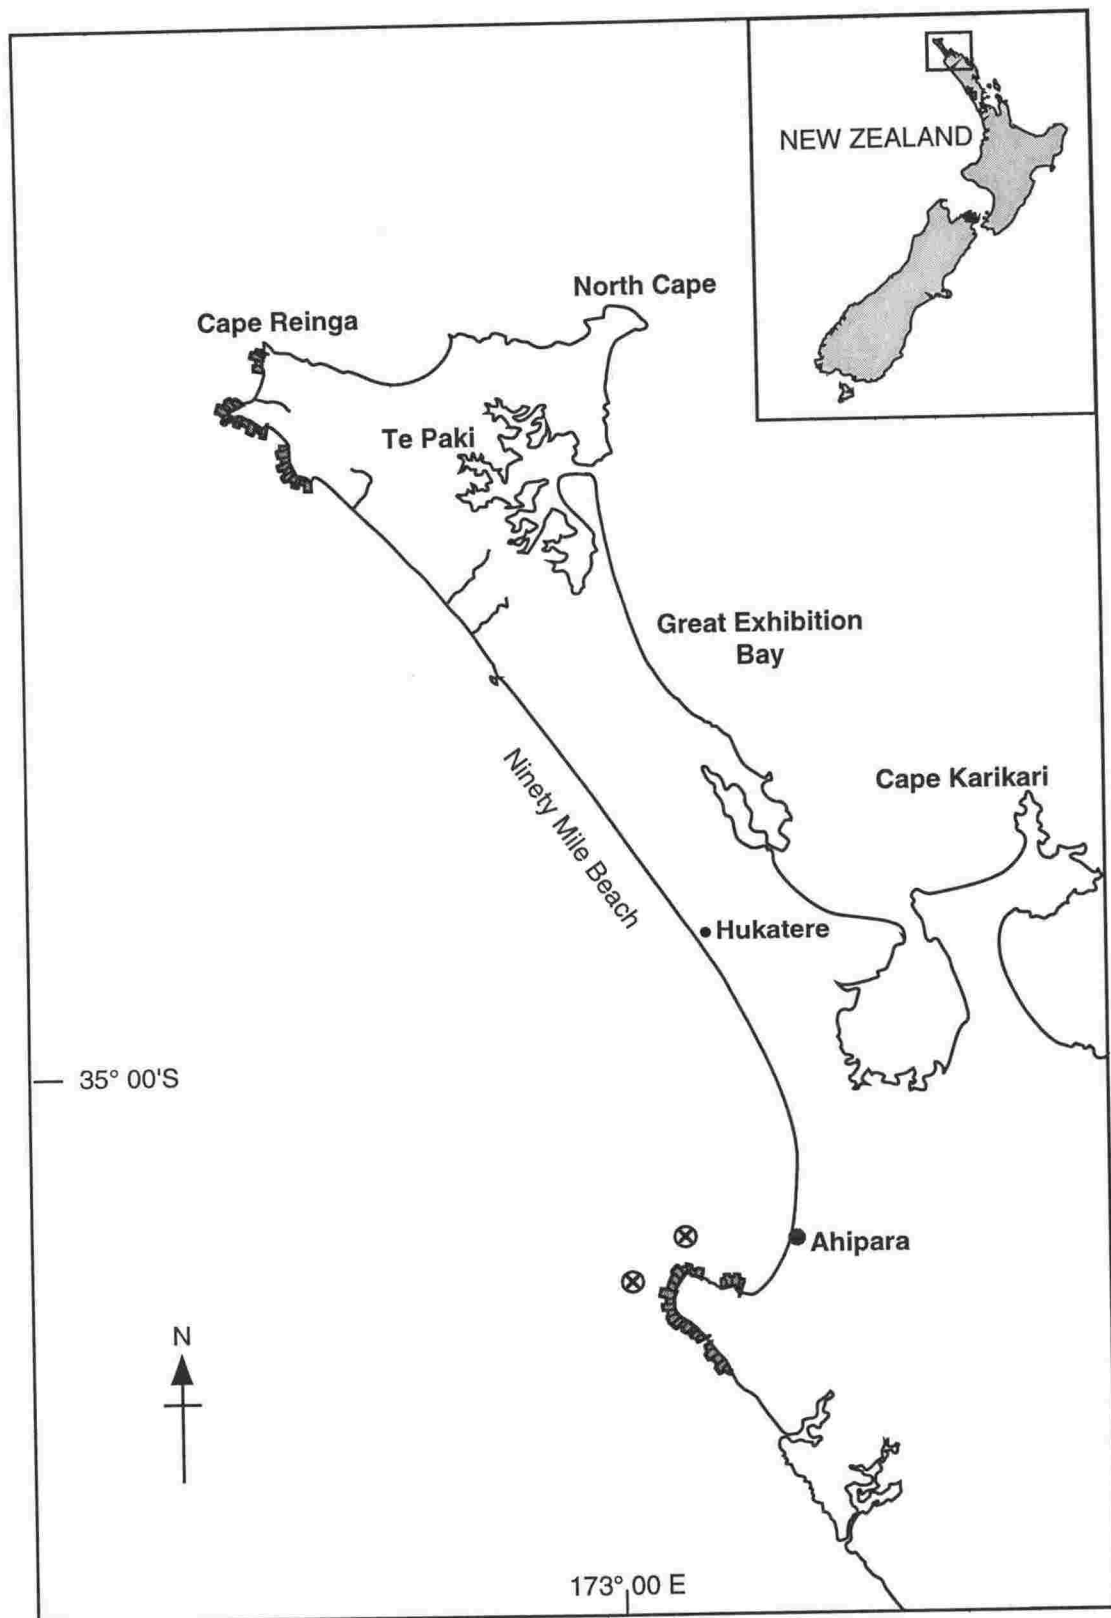 NEW ZEALAND
North Cape
Cape Reinga
Te Paki
Great Exhibition
Bay
Cape Karikari
Ninety Mile Beach
Hukatere
35° 00'S
Ahipara
N
173° 00 E